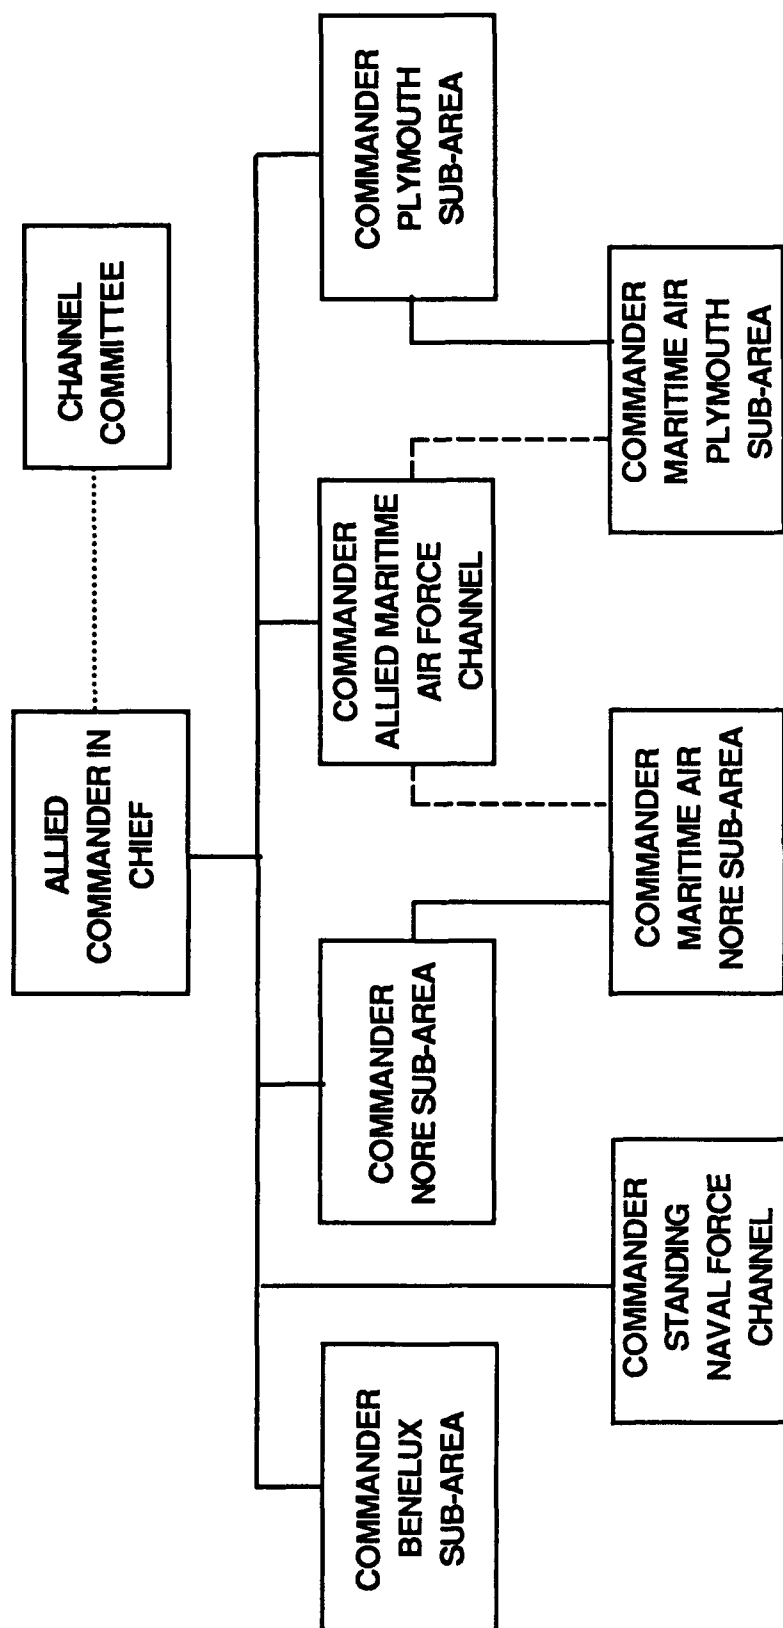 ALLIED
COMMANDER IN
CHIEF
CHANNEL
COMMITTEE
COMMANDER
BENELUX
SUB-AREA
COMMANDER
NORE SUB-AREA
COMMANDER
ALLIED MARITIME
AIR FORCE
CHANNEL
COMMANDER
PLYMOUTH
SUB-AREA
COMMANDER
STANDING
NAVAL FORCE
CHANNEL
COMMANDER
MARITIME AIR
NORE SUB-AREA
COMMANDER
MARITIME AIR
PLYMOUTH
SUB-AREA